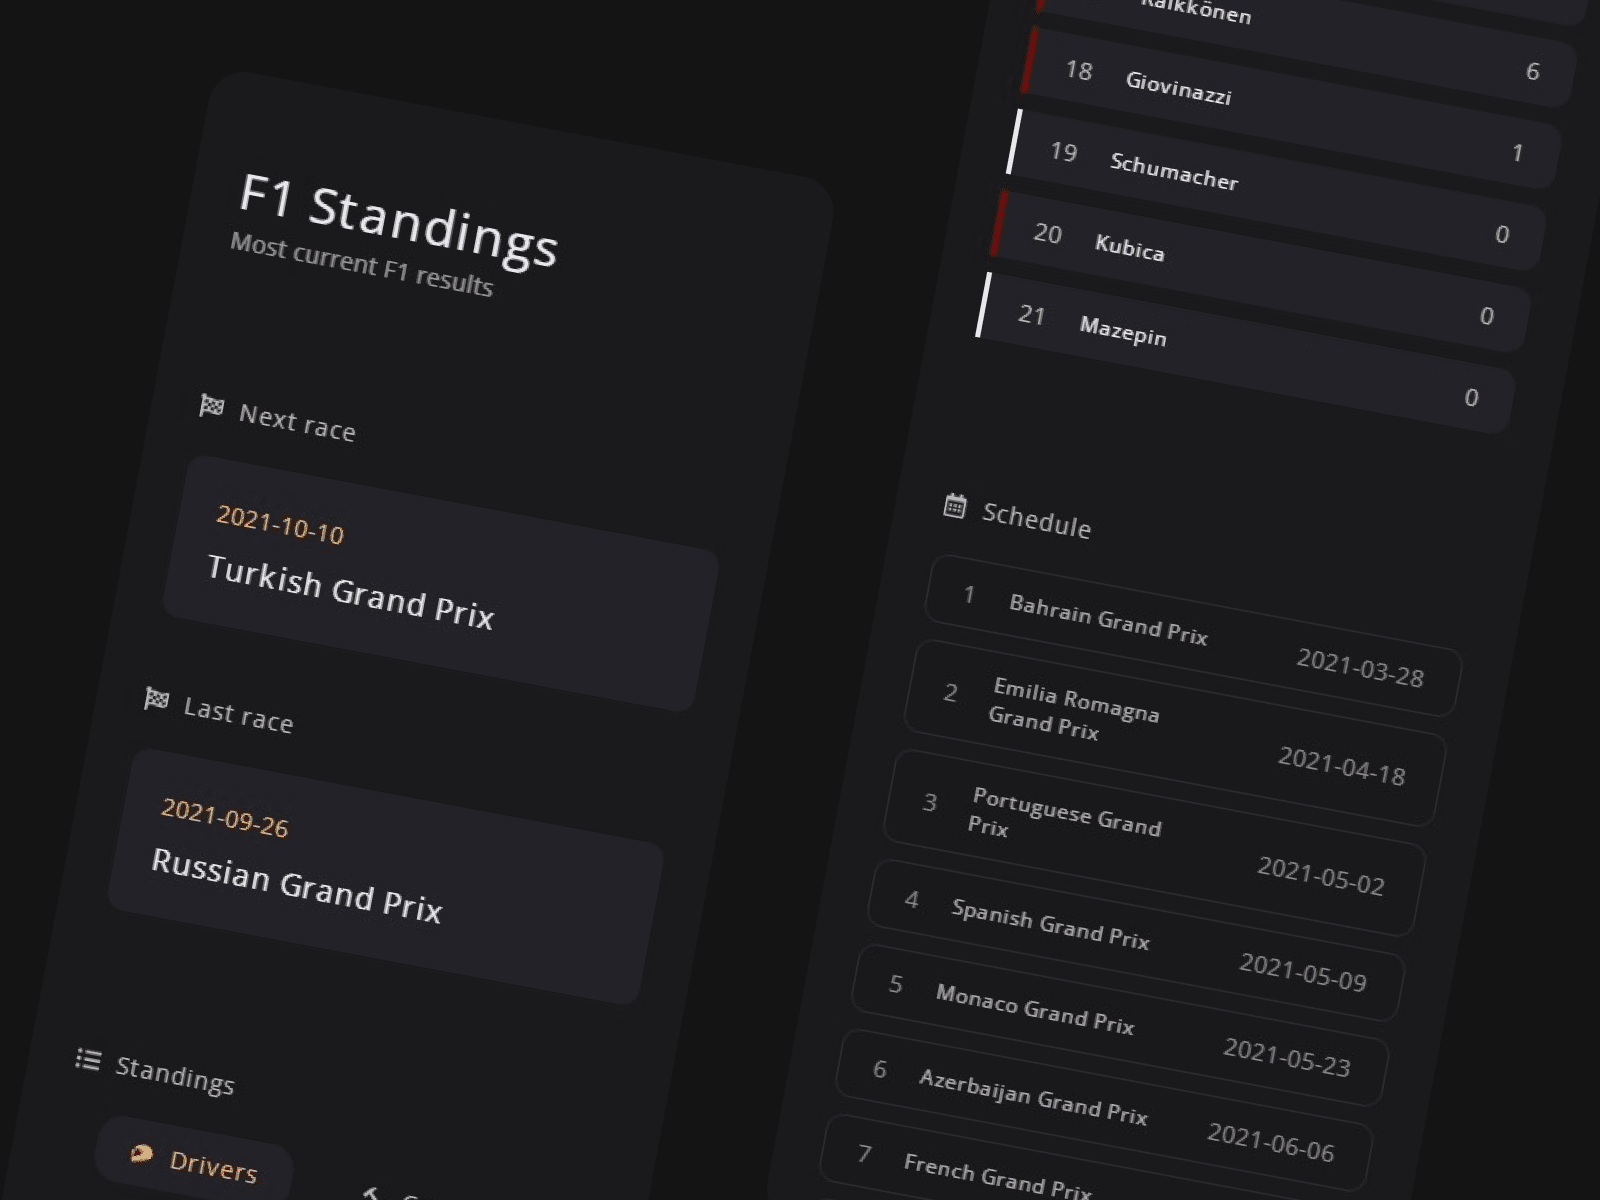 F1 Standings
Most current F1 results
Next race
2021-10-10
Turkish Grand Prix
Last race
2021-09-26
Russian Grand Prix
Standings
Drivers
Räikkönen 6
18 Giovinazzi 1
19 Schumacher 0
20 Kubica 0
21 Mazepin 0
Schedule
1 Bahrain Grand Prix 2021-03-28
2 Emilia Romagna
Grand Prix 2021-04-18
3 Portuguese Grand
Prix 2021-05-02
4 Spanish Grand Prix 2021-05-09
5 Monaco Grand Prix 2021-05-23
6 Azerbaijan Grand Prix 2021-06-06
7 French Grand Prix